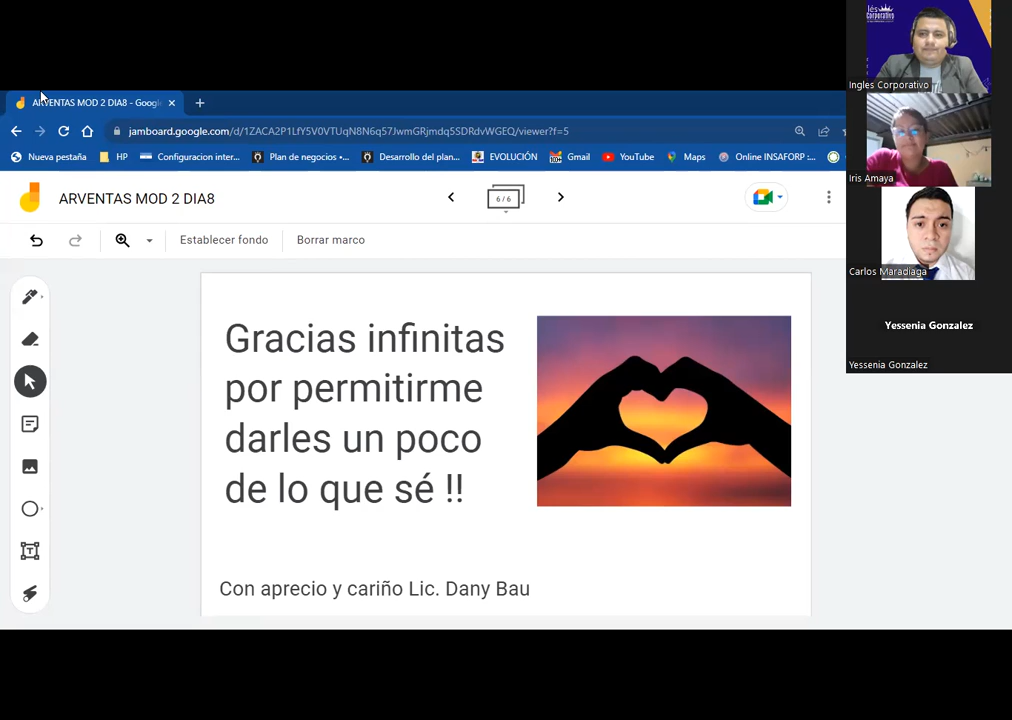 lés
Corporativo
Ingles Corporativo
ARVENTAS MOD 2 DIA8 - Googl
jamboard.google.com/d/1ZACA2P1LfY5V0VTUqN8N6q57JwmGRjmdq5SDRdvWGEQ/viewer?f=5
Nueva pestaña
HP
Configuracion inter...
Plan de negocios •...
Desarrollo del plan...
EVOLUCIÓN
Gmail
YouTube
Maps
Online INSAFORP :...
Iris Amaya
ARVENTAS MOD 2 DIA8
6 / 6
Establecer fondo
Borrar marco
Carlos Maradiaga
Yessenia Gonzalez
Yessenia Gonzalez
Gracias infinitas
por permitirme
darles un poco
de lo que sé !!
Con aprecio y cariño Lic. Dany Bau